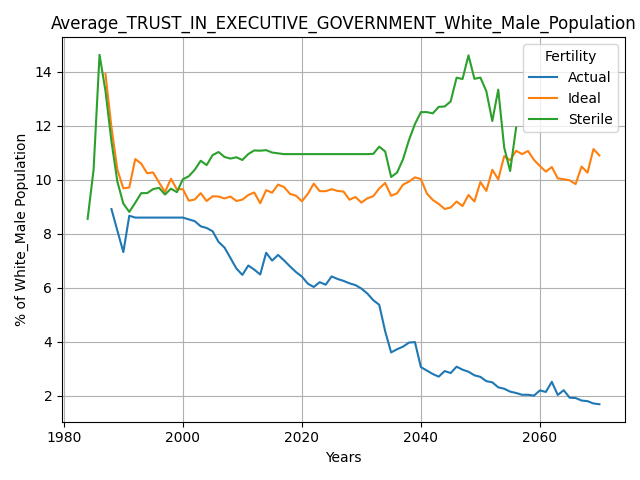 Average_TRUST_IN_EXECUTIVE_GOVERNMENT_White_Male_Population
Fertility
Actual
Ideal
Sterile
% of White_Male Population
14
12
10
8
6
4
2
1980
2000
2020
2040
2060
Years